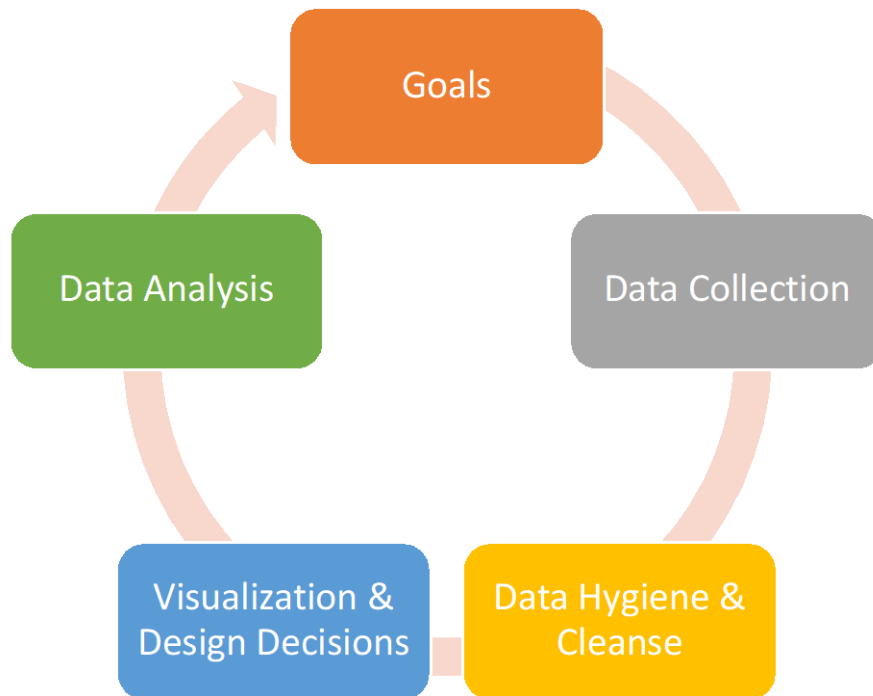 Goals
Data Collection
Data Hygiene &
Cleanse
Visualization &
Design Decisions
Data Analysis